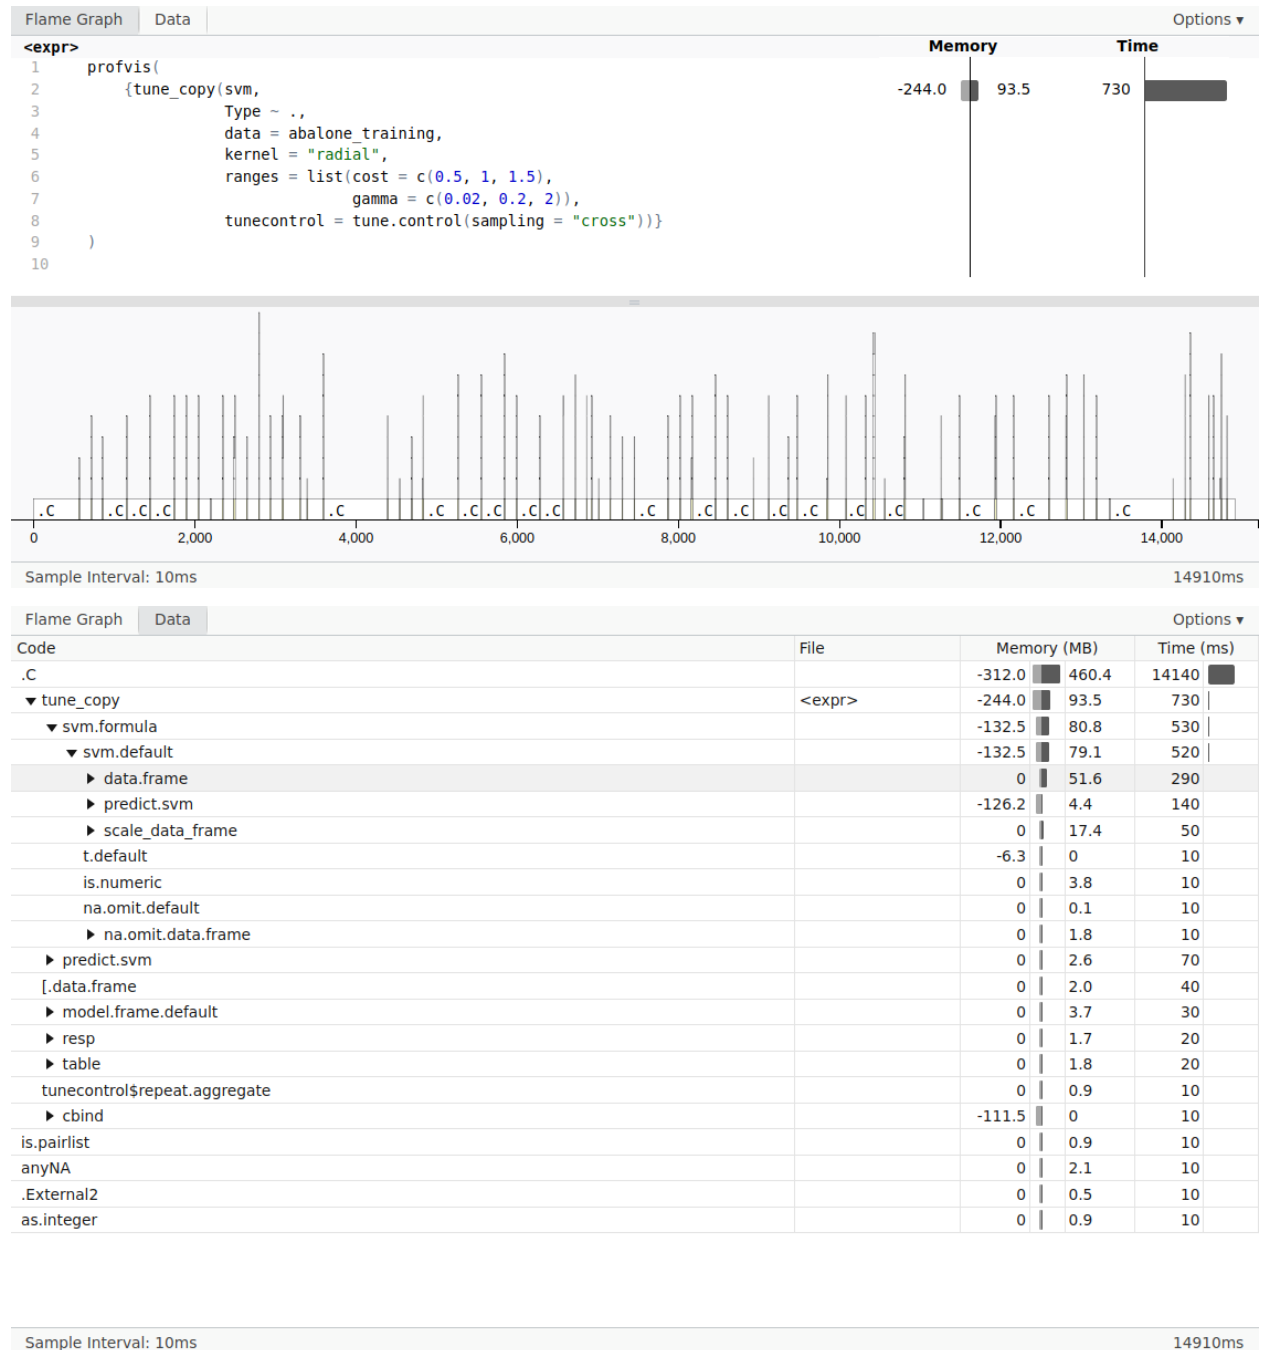 Flame Graph Data Options ▾
<expr> Memory Time
1 profvis(
2 {tune_copy(svm, -244.0 93.5 730
3 Type ~ .,
4 data = abalone_training,
5 kernel = "radial",
6 ranges = list(cost = c(0.5, 1, 1.5),
7 gamma = c(0.02, 0.2, 2)),
8 tunecontrol = tune.control(sampling = "cross"))}
9 )
10
.C .C .C .C .C .C .C .C .C .C .C .C .C .C .C .C .C .C .C
0 2,000 4,000 6,000 8,000 10,000 12,000 14,000
Sample Interval: 10ms 14910ms
Flame Graph Data Options ▾
Code File Memory (MB) Time (ms)
.C -312.0 460.4 14140
▼ tune_copy <expr> -244.0 93.5 730
▼ svm.formula -132.5 80.8 530
▼ svm.default -132.5 79.1 520
▶ data.frame 0 51.6 290
▶ predict.svm -126.2 4.4 140
▶ scale_data_frame 0 17.4 50
t.default -6.3 0 10
is.numeric 0 3.8 10
na.omit.default 0 0.1 10
▶ na.omit.data.frame 0 1.8 10
▶ predict.svm 0 2.6 70
[.data.frame 0 2.0 40
▶ model.frame.default 0 3.7 30
▶ resp 0 1.7 20
▶ table 0 1.8 20
tunecontrol$repeat.aggregate 0 0.9 10
▶ cbind -111.5 0 10
is.pairlist 0 0.9 10
anyNA 0 2.1 10
.External2 0 0.5 10
as.integer 0 0.9 10
Sample Interval: 10ms 14910ms